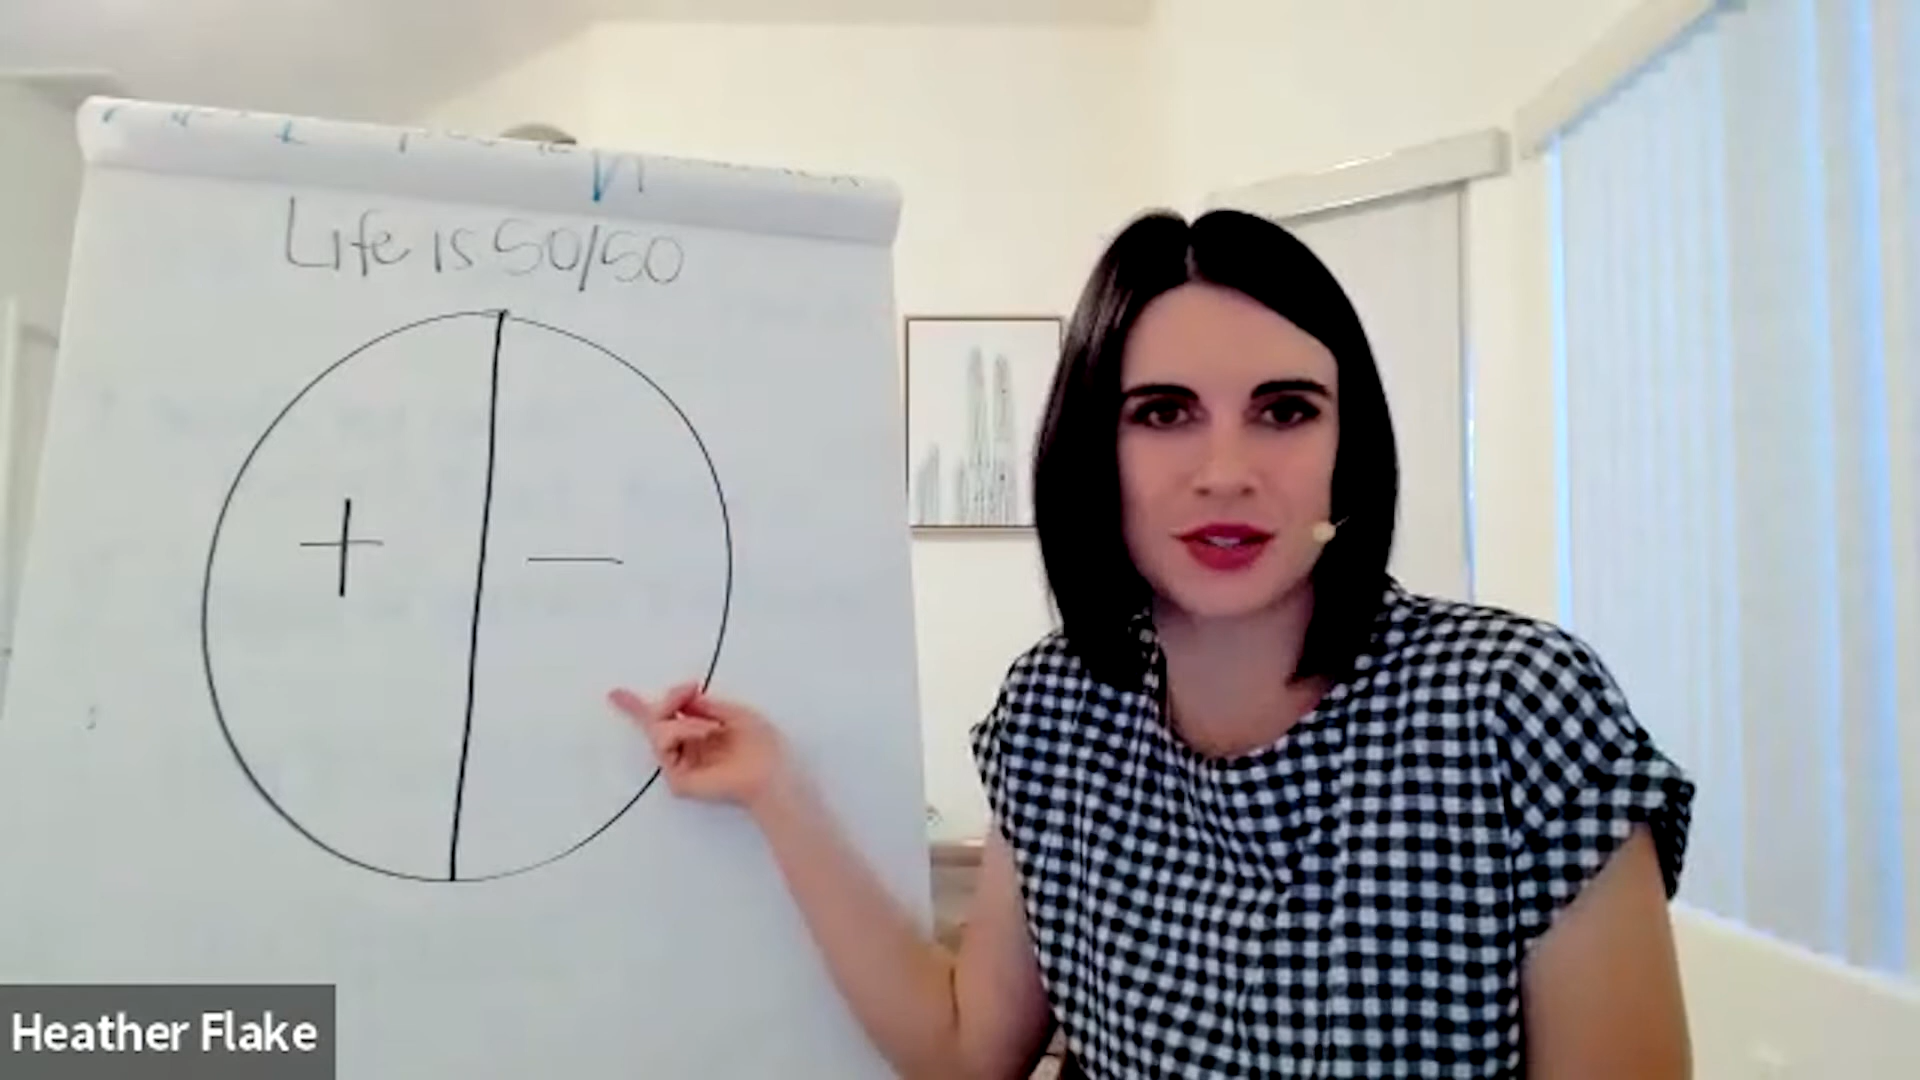 Life is 50/50
+
–
Heather Flake